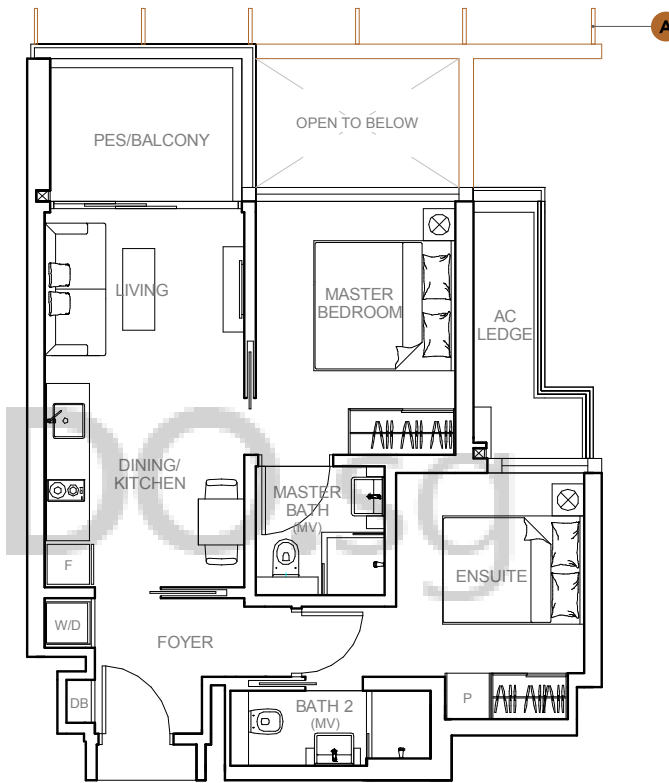 A
PES/BALCONY
OPEN TO BELOW
LIVING
MASTER
BEDROOM
AC
LEDGE
DINING/
KITCHEN
MASTER
BATH
(MV)
ENSUITE
F
W/D
FOYER
DB
BATH 2
(MV)
P
DOsg